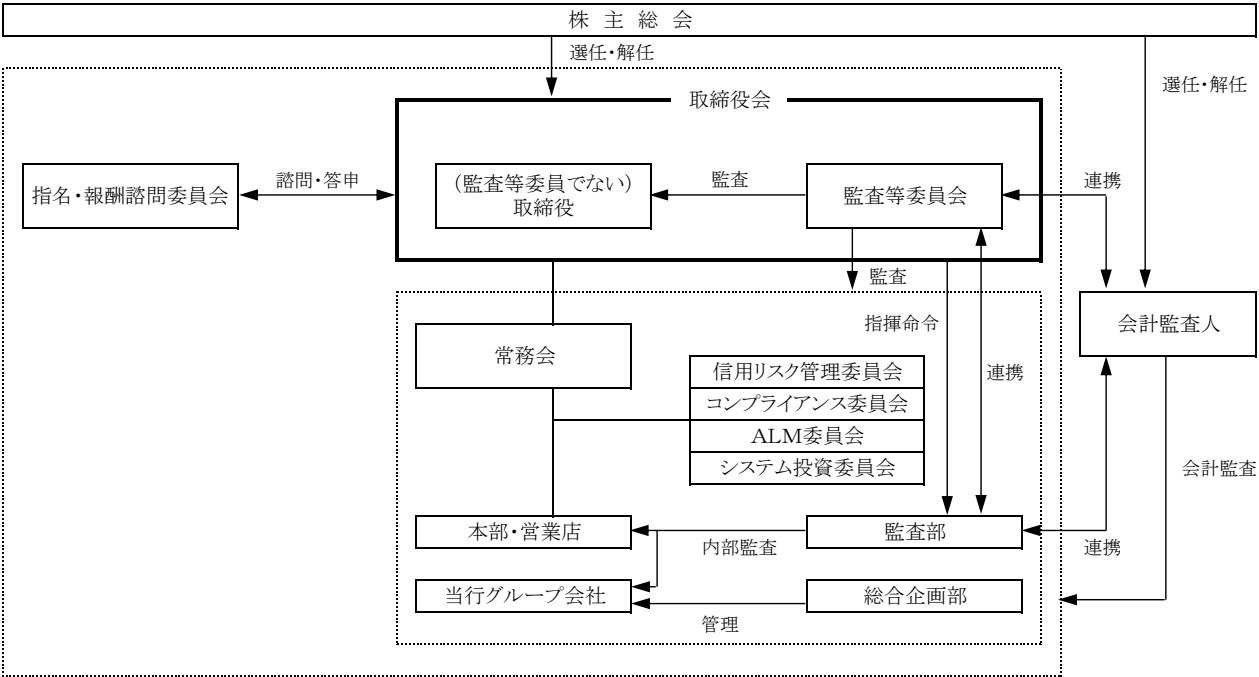 株主総会
選任・解任
選任・解任
取締役会
指名・報酬諮問委員会
諮問・答申
（監査等委員でない）
取締役
監査
監査等委員会
連携
監査
指揮命令
会計監査人
常務会
信用リスク管理委員会
コンプライアンス委員会
ALM委員会
システム投資委員会
連携
会計監査
本部・営業店
内部監査
監査部
連携
当行グループ会社
総合企画部
管理